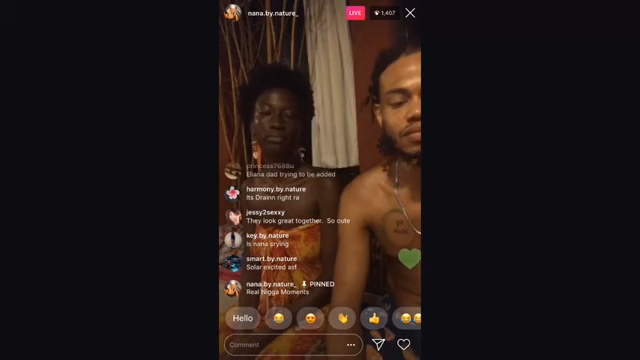 nana.by.nature_ LIVE 1,407
princess7688u
Eliana dad trying to be added
harmony.by.nature
Its Drainn right ra
jessy2sexxy
They look great together. So cute
key.by.nature
Is nana crying
smart.by.nature
Solar excited asf
nana.by.nature_ PINNED
Real Nigga Moments
Hello
Comment